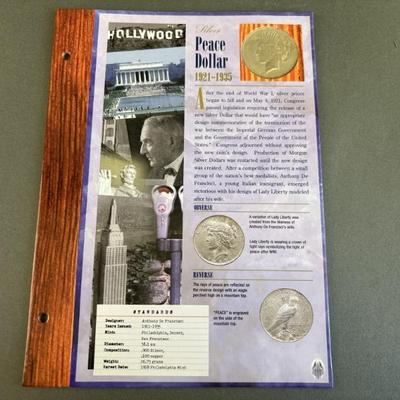 HOLLYWOOD
Silver
Peace
Dollar
1921-1935
After the end of World War I, silver prices
began to fall and on May 9, 1921, Congress
passed legislation requiring the release of a
new Silver Dollar that would have "an appropriate
design commemorative of the termination of the
war between the Imperial German Government
and the Government of the People of the United
States." Congress adjourned without approving
the new coin's design. Production of Morgan
Silver Dollars was restarted until the new design
was created. After a competition between a small
group of the nation's best medalists, Anthony De
Francisci, a young Italian immigrant, emerged
victorious with his design of Lady Liberty modeled
after his wife.
OBVERSE
A variation of Lady Liberty was
created from the likeness of
Anthony De Francisci's wife.
Lady Liberty is wearing a crown of
light rays symbolizing the light of
peace after WWI.
REVERSE
The rays of peace are reflected on
the reverse design with an eagle
perched high on a mountain top.
"PEACE" is engraved
on the side of the
mountain top.
STANDARDS
Designer: Anthony De Francisci
Years Issued: 1921-1935
Mints: Philadelphia, Denver,
San Francisco
Diameter: 38.1 mm
Composition: .900 Silver,
.100 Copper
Weight: 26.73 grams
Rarest Date: 1928 Philadelphia Mint